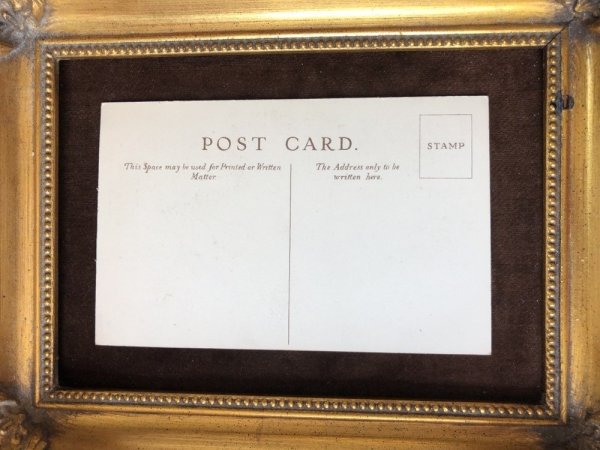 POST CARD.
STAMP
This Space may be used for Printed or Written
Matter.
The Address only to be
written here.